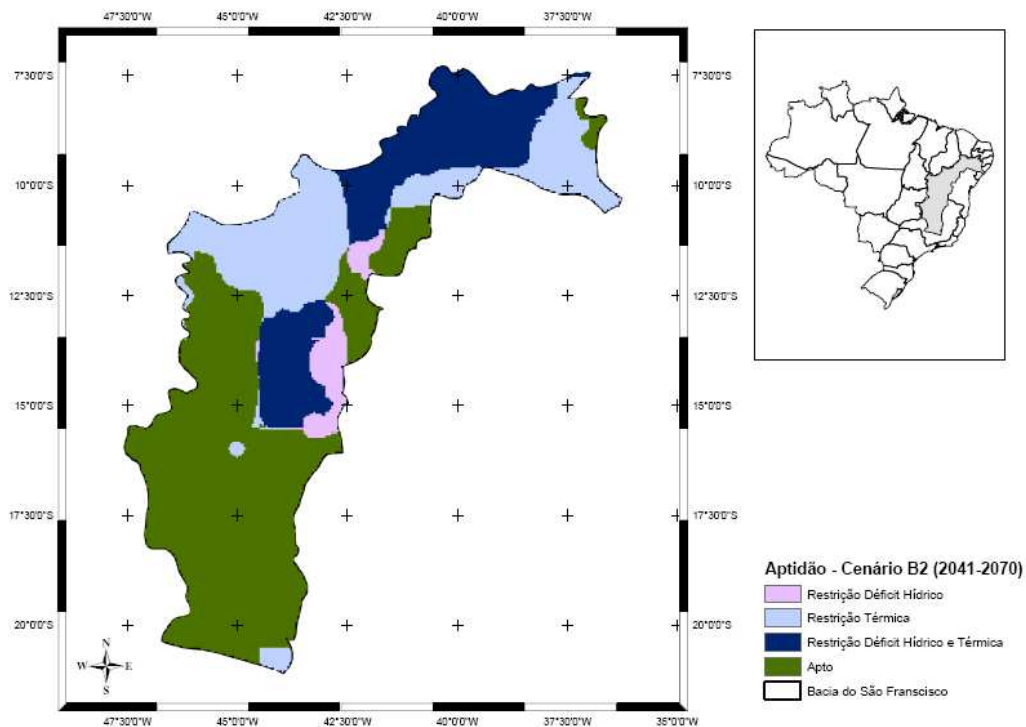 47°30'0"W 45°0'0"W 42°30'0"W 40°0'0"W 37°30'0"W
7°30'0"S 7°30'0"S
10°0'0"S 10°0'0"S
12°30'0"S 12°30'0"S
15°0'0"S 15°0'0"S
17°30'0"S 17°30'0"S
20°0'0"S 20°0'0"S
N
W E
S
47°30'0"W 45°0'0"W 42°30'0"W 40°0'0"W 37°30'0"W 35°0'0"W
Aptidão - Cenário B2 (2041-2070)
Restrição Déficit Hídrico
Restrição Térmica
Restrição Déficit Hídrico e Térmica
Apto
Bacia do São Franscisco